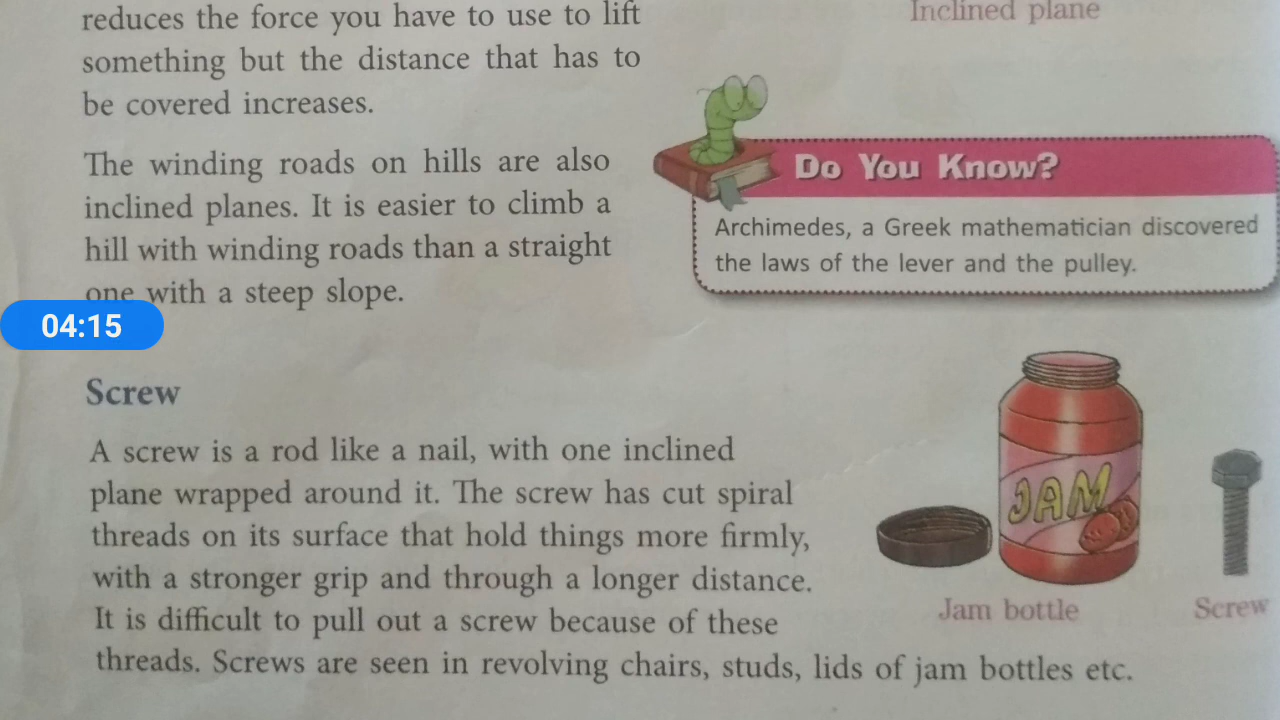 reduces the force you have to use to lift
something but the distance that has to
be covered increases.
Inclined plane
The winding roads on hills are also
inclined planes. It is easier to climb a
hill with winding roads than a straight
one with a steep slope.
Do You Know?
Archimedes, a Greek mathematician discovered
the laws of the lever and the pulley.
04:15
Screw
A screw is a rod like a nail, with one inclined
plane wrapped around it. The screw has cut spiral
threads on its surface that hold things more firmly,
with a stronger grip and through a longer distance.
It is difficult to pull out a screw because of these
threads. Screws are seen in revolving chairs, studs, lids of jam bottles etc.
JAM
Jam bottle
Screw